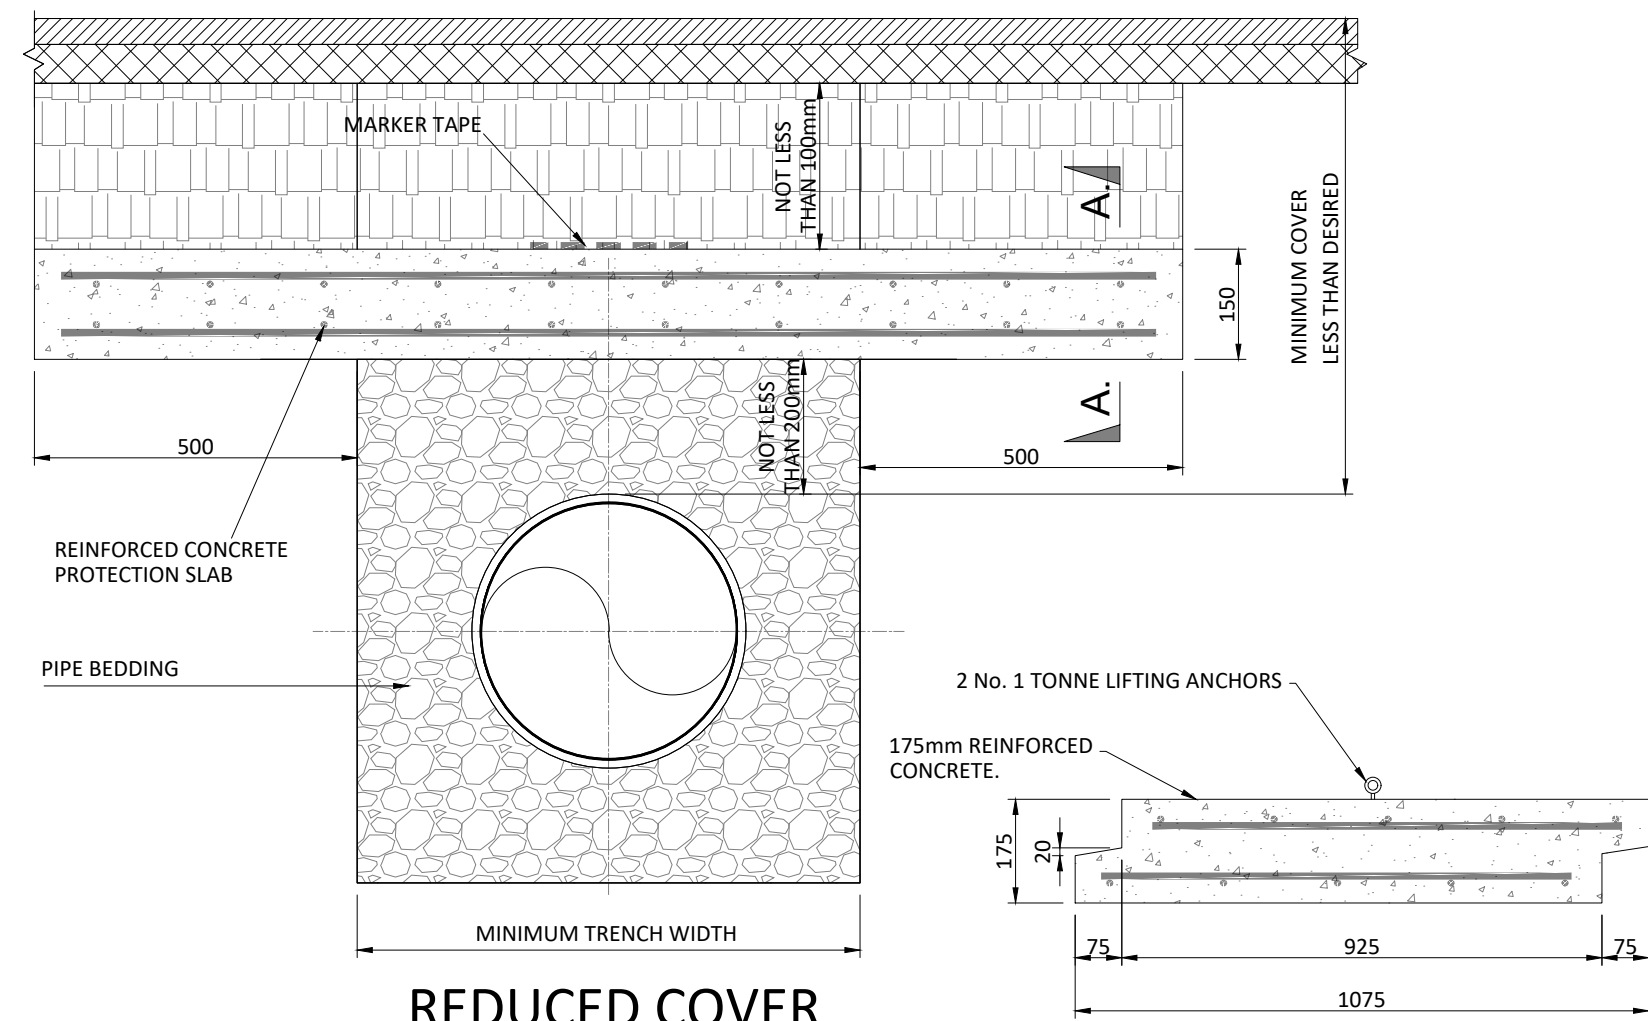 MARKER TAPE
NOT LESS
THAN 100mm
A.
MINIMUM COVER
LESS THAN DESIRED
150
NOT LESS
THAN 200mm
A.
500
500
REINFORCED CONCRETE
PROTECTION SLAB
PIPE BEDDING
2 No. 1 TONNE LIFTING ANCHORS
175mm REINFORCED
CONCRETE.
175
20
MINIMUM TRENCH WIDTH
75
925
75
1075
REDUCED COVER